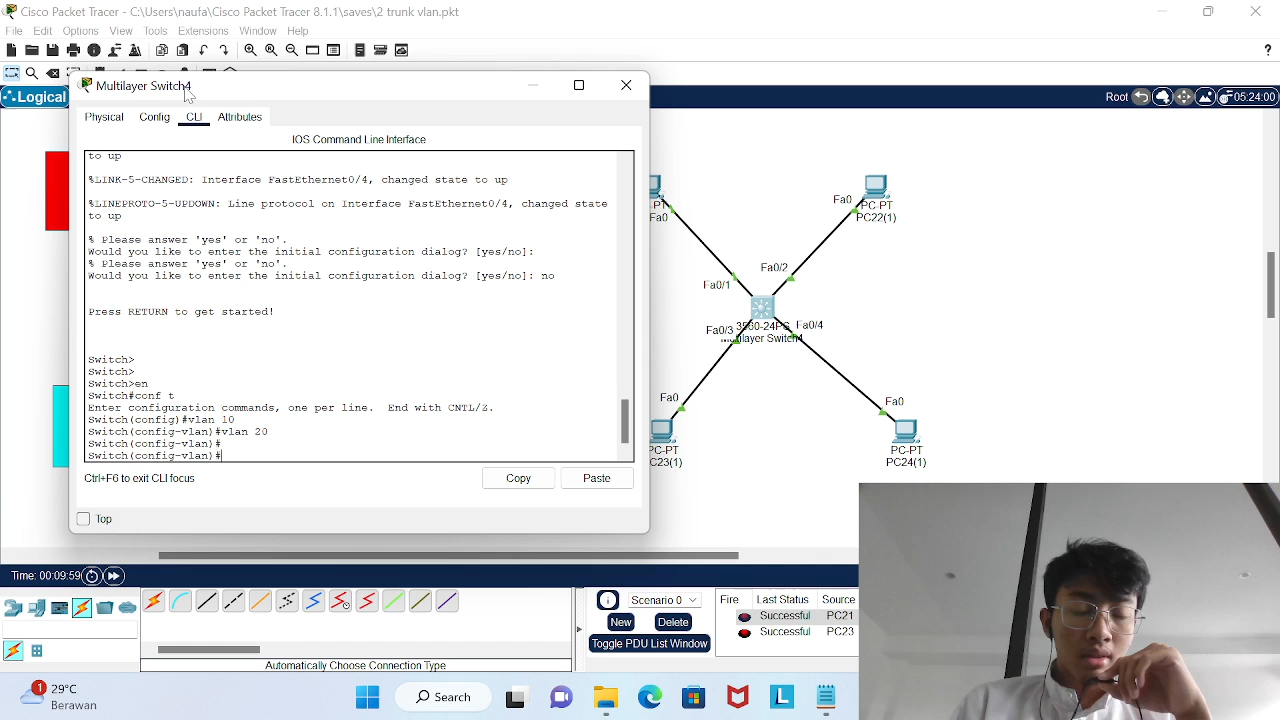 Cisco Packet Tracer - C:\Users\naufa\Cisco Packet Tracer 8.1.1\saves\2 trunk vlan.pkt
File Edit Options View Tools Extensions Window Help
?
Multilayer Switch4
Logical
Root
05:24:00
Physical Config CLI Attributes
IOS Command Line Interface
to up
%LINK-5-CHANGED: Interface FastEthernet0/4, changed state to up
%LINEPROTO-5-UPDOWN: Line protocol on Interface FastEthernet0/4, changed state
to up
% Please answer 'yes' or 'no'.
Would you like to enter the initial configuration dialog? [yes/no]:
% Please answer 'yes' or 'no'.
Would you like to enter the initial configuration dialog? [yes/no]: no
Press RETURN to get started!
Switch>
Switch>
Switch>en
Switch#conf t
Enter configuration commands, one per line. End with CNTL/Z.
Switch(config)#vlan 10
Switch(config-vlan)#vlan 20
Switch(config-vlan)#
Switch(config-vlan)#
Ctrl+F6 to exit CLI focus
Copy
Paste
Top
Fa0
Fa0
PC-PT
PC22(1)
Fa0/2
Fa0/1
Fa0/3
3560-24PS
Fa0/4
Switch4
Fa0
Fa0
PC-PT
C23(1)
PC-PT
PC24(1)
Time: 00:09:59
Scenario 0
New
Delete
Toggle PDU List Window
Fire Last Status Source
Successful PC21
Successful PC23
Automatically Choose Connection Type
1
29°C
Berawan
Search